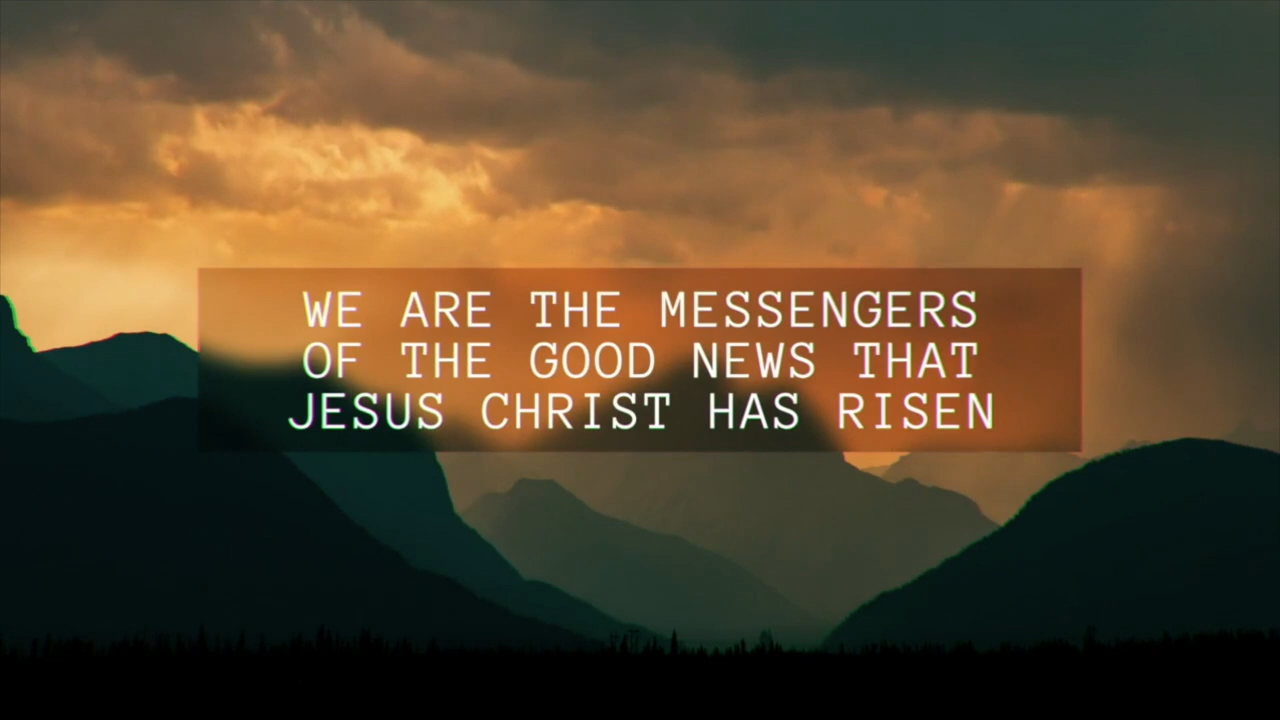 WE ARE THE MESSENGERS
OF THE GOOD NEWS THAT
JESUS CHRIST HAS RISEN